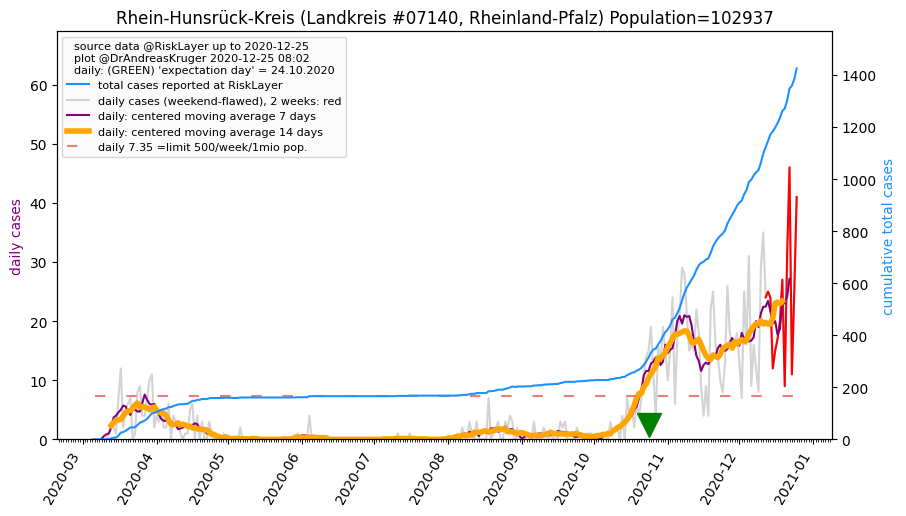 Rhein-Hunsrück-Kreis (Landkreis #07140, Rheinland-Pfalz) Population=102937
source data @RiskLayer up to 2020-12-25
plot @DrAndreasKruger 2020-12-25 08:02
daily: (GREEN) 'expectation day' = 24.10.2020
total cases reported at RiskLayer
daily cases (weekend-flawed), 2 weeks: red
daily: centered moving average 7 days
daily: centered moving average 14 days
daily 7.35 =limit 500/week/1mio pop.
daily cases
60
50
40
30
20
10
0
1400
1200
1000
800
600
400
200
0
cumulative total cases
2020-03
2020-04
2020-05
2020-06
2020-07
2020-08
2020-09
2020-10
2020-11
2020-12
2021-01